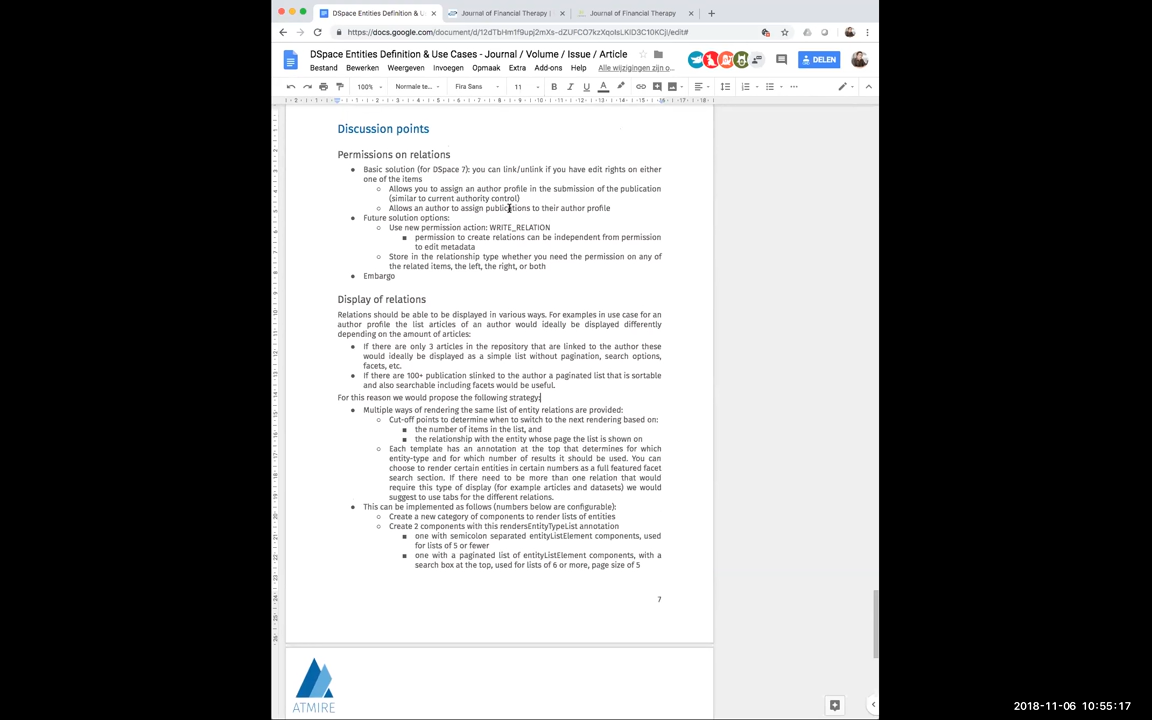 DSpace Entities Definition & U
Journal of Financial Therapy |
Journal of Financial Therapy
https://docs.google.com/document/d/
DSpace Entities Definition & Use Cases - Journal / Volume / Issue / Article
Bestand Bewerken Weergeven Invoegen Opmaak Extra Add-ons Help Alle wijzigingen zijn o...
DELEN
100% Normale te... Fira Sans 11
Discussion points
Permissions on relations
Basic solution (for DSpace 7): you can link/unlink if you have edit rights on either
one of the items
Allows you to assign an author profile in the submission of the publication
(similar to current authority control)
Allows an author to assign publications to their author profile
Future solution options:
Use new permission action: WRITE_RELATION
permission to create relations can be independent from permission
to edit metadata
Store in the relationship type whether you need the permission on any of
the related items, the left, the right, or both
Embargo
Display of relations
Relations should be able to be displayed in various ways. For examples in use case for an
author profile the list articles of an author would ideally be displayed differently
depending on the amount of articles:
If there are only 3 articles in the repository that are linked to the author these
would ideally be displayed as a simple list without pagination, search options,
facets, etc.
If there are 100+ publication slinked to the author a paginated list that is sortable
and also searchable including facets would be useful.
For this reason we would propose the following strategy:
Multiple ways of rendering the same list of entity relations are provided:
Cut-off points to determine when to switch to the next rendering based on:
the number of items in the list, and
the relationship with the entity whose page the list is shown on
Each template has an annotation at the top that determines for which
entity-type and for which number of results it should be used. You can
choose to render certain entities in certain numbers as a full featured facet
search section. If there need to be more than one relation that would
require this type of display (for example articles and datasets) we would
suggest to use tabs for the different relations.
This can be implemented as follows (numbers below are configurable):
Create a new category of components to render lists of entities
Create 2 components with this rendersEntityTypeList annotation
one with semicolon separated entityListElement components, used
for lists of 5 or fewer
one with a paginated list of entityListElement components, with a
search box at the top, used for lists of 6 or more, page size of 5
7
ATMIRE
2018-11-06 10:55:17